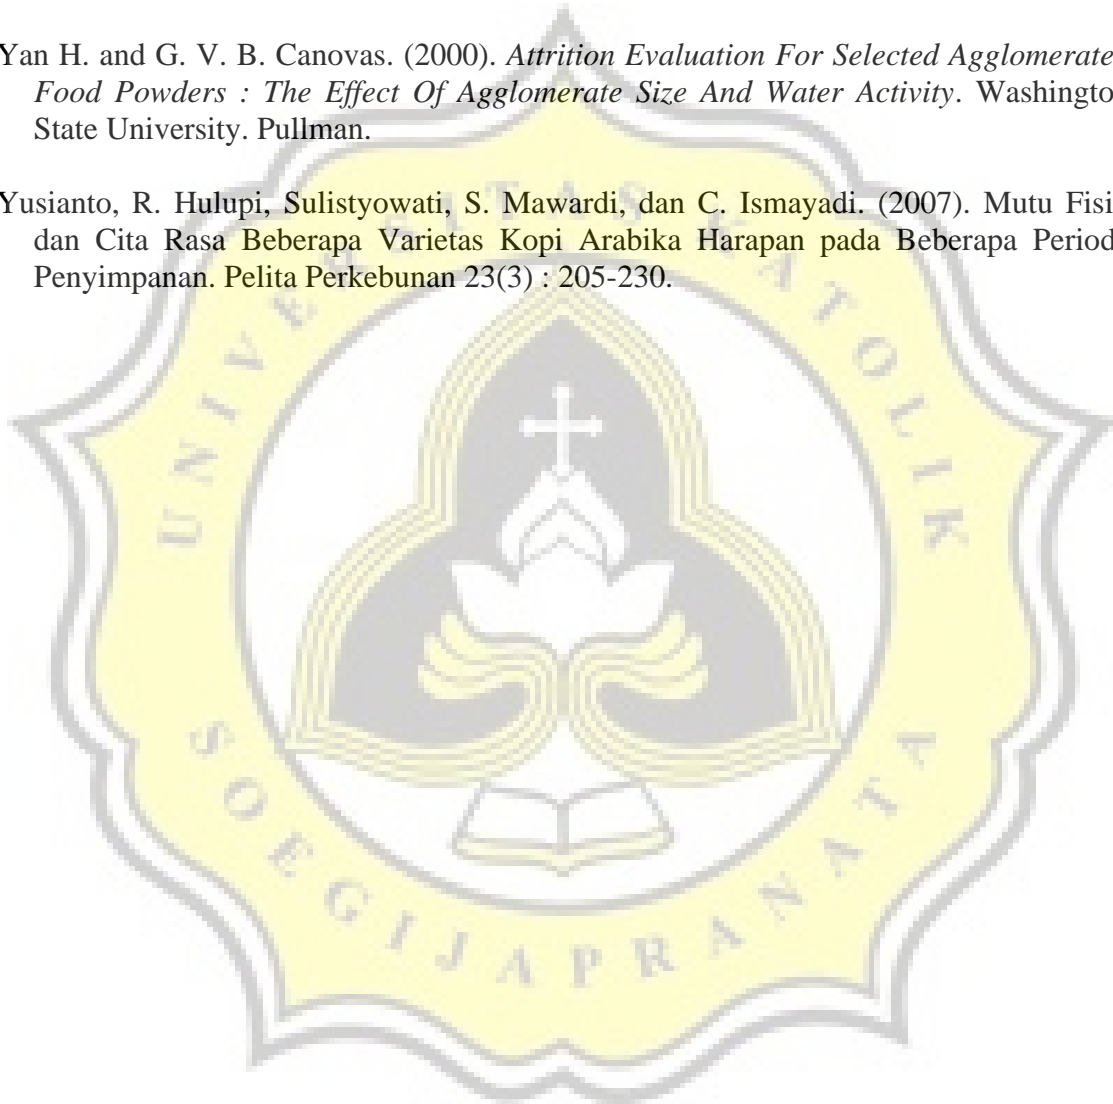 Yan H. and G. V. B. Canovas. (2000). Attrition Evaluation For Selected Agglomerate
Food Powders : The Effect Of Agglomerate Size And Water Activity. Washingto
State University. Pullman.
Yusianto, R. Hulupi, Sulistyowati, S. Mawardi, dan C. Ismayadi. (2007). Mutu Fisi
dan Cita Rasa Beberapa Varietas Kopi Arabika Harapan pada Beberapa Period
Penyimpanan. Pelita Perkebunan 23(3) : 205-230.
UNIVERSITAS KATOLIK
SOEGIJAPRANATA